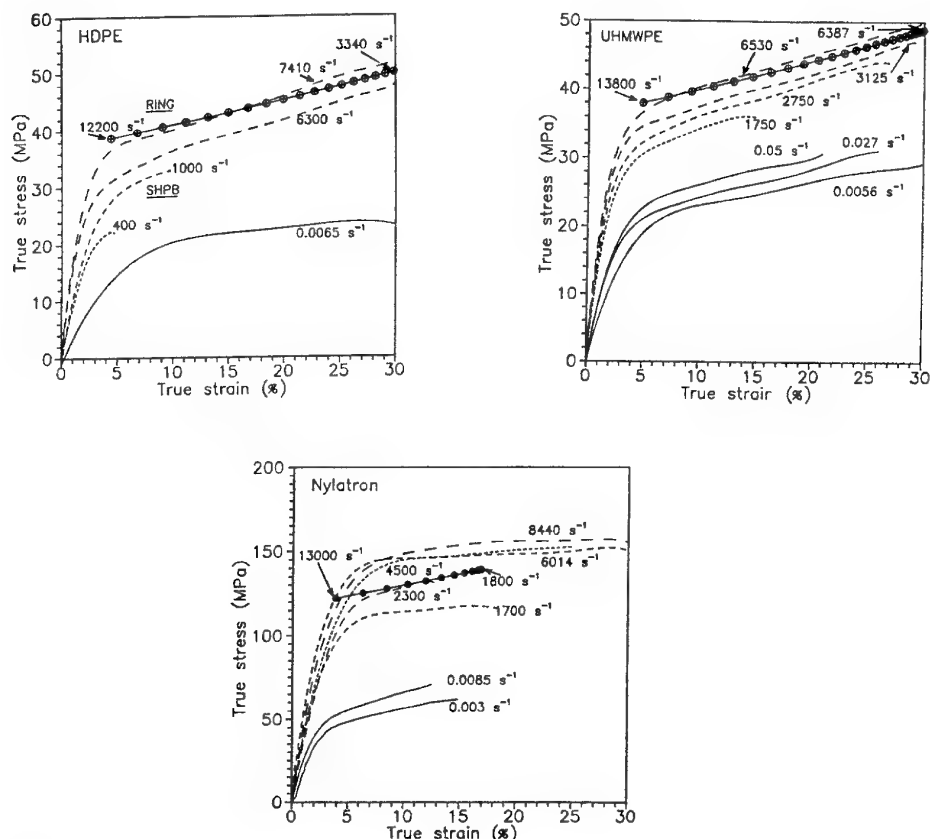 60
HDPE
3340 s⁻¹
7410 s⁻¹
50
RING
12200 s⁻¹
40
6300 s⁻¹
1000 s⁻¹
30
SHPB
400 s⁻¹
20
0.0065 s⁻¹
10
0
0 5 10 15 20 25 30
True strain (%)
True stress (MPa)
50
UHMWPE
6387 s⁻¹
6530 s⁻¹
13800 s⁻¹
3125 s⁻¹
40
2750 s⁻¹
1750 s⁻¹
0.027 s⁻¹
30
0.05 s⁻¹
0.0056 s⁻¹
20
10
0
0 5 10 15 20 25 30
True strair (%)
True stress (MPa)
200
Nylatron
8440 s⁻¹
13000 s⁻¹
150
4500 s⁻¹
6014 s⁻¹
1800 s⁻¹
2300 s⁻¹
1700 s⁻¹
100
0.0085 s⁻¹
0.003 s⁻¹
50
0
0 5 10 15 20 25 30
True strain (%)
True stress (MPa)